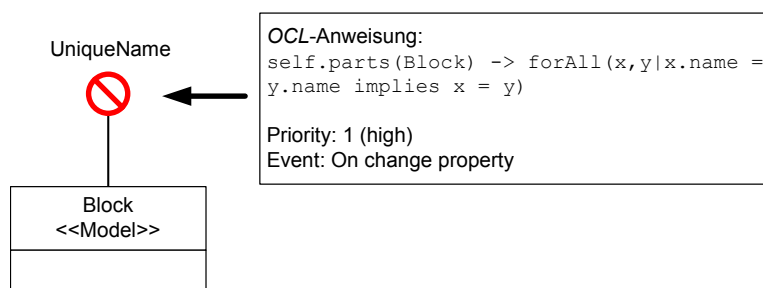 UniqueName
OCL-Anweisung:
self.parts(Block) -> forAll(x,y|x.name =
y.name implies x = y)
Priority: 1 (high)
Event: On change property
Block
<<Model>>